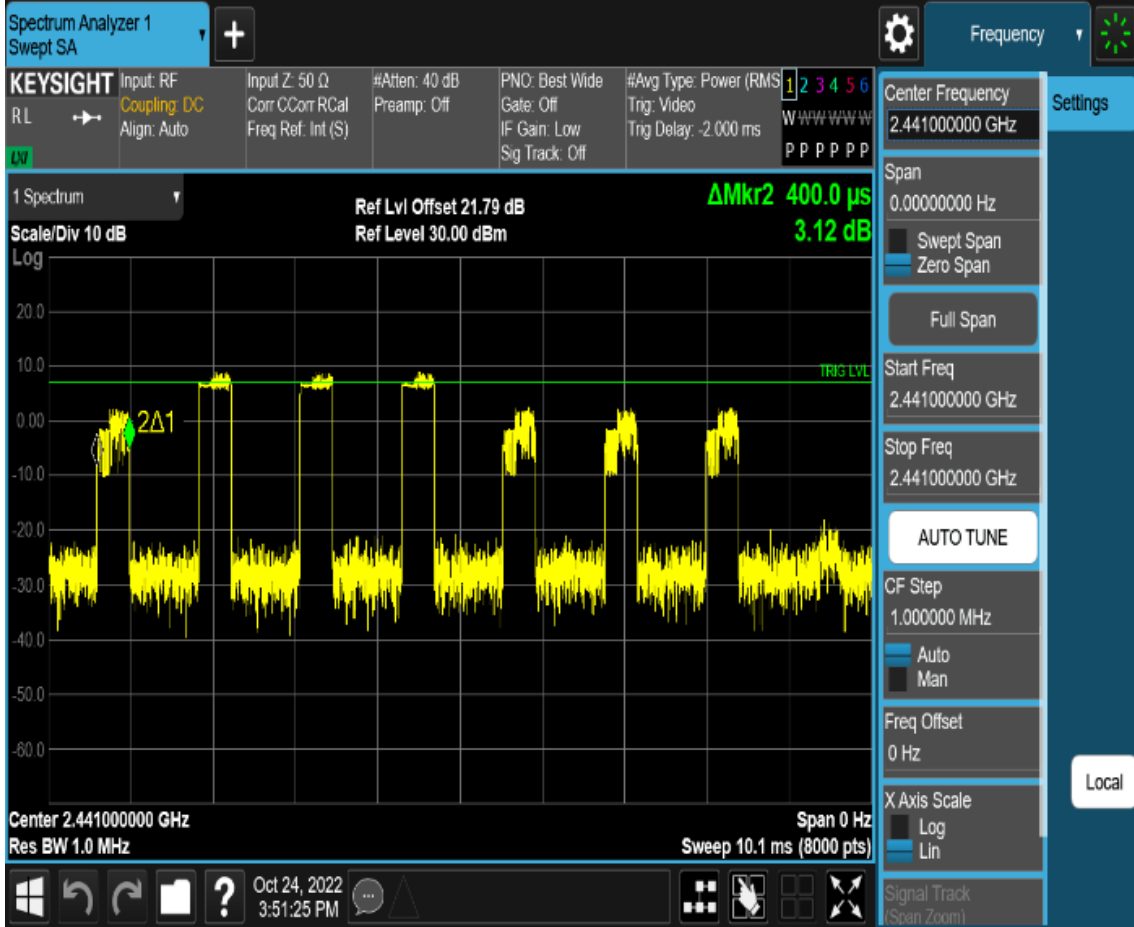 Spectrum Analyzer 1
Swept SA
Frequency
KEYSIGHT
RL
LXI
Input: RF
Coupling: DC
Align: Auto
Input Z: 50 Ω
Corr CCorr RCal
Freq Ref: Int (S)
#Atten: 40 dB
Preamp: Off
PNO: Best Wide
Gate: Off
IF Gain: Low
Sig Track: Off
#Avg Type: Power (RMS
Trig: Video
Trig Delay: -2.000 ms
1 2 3 4 5 6
W W W W W W
P P P P P P
1 Spectrum
Scale/Div 10 dB
Ref Lvl Offset 21.79 dB
Ref Level 30.00 dBm
ΔMkr2 400.0 µs
3.12 dB
Log
20.0
10.0
0.00
-10.0
-20.0
-30.0
-40.0
-50.0
-60.0
TRIG LVL
2Δ1
Center 2.441000000 GHz
Res BW 1.0 MHz
Span 0 Hz
Sweep 10.1 ms (8000 pts)
Oct 24, 2022
3:51:25 PM
Center Frequency
2.441000000 GHz
Span
0.00000000 Hz
Swept Span
Zero Span
Full Span
Start Freq
2.441000000 GHz
Stop Freq
2.441000000 GHz
AUTO TUNE
CF Step
1.000000 MHz
Auto
Man
Freq Offset
0 Hz
X Axis Scale
Log
Lin
Signal Track
(Span Zoom)
Settings
Local